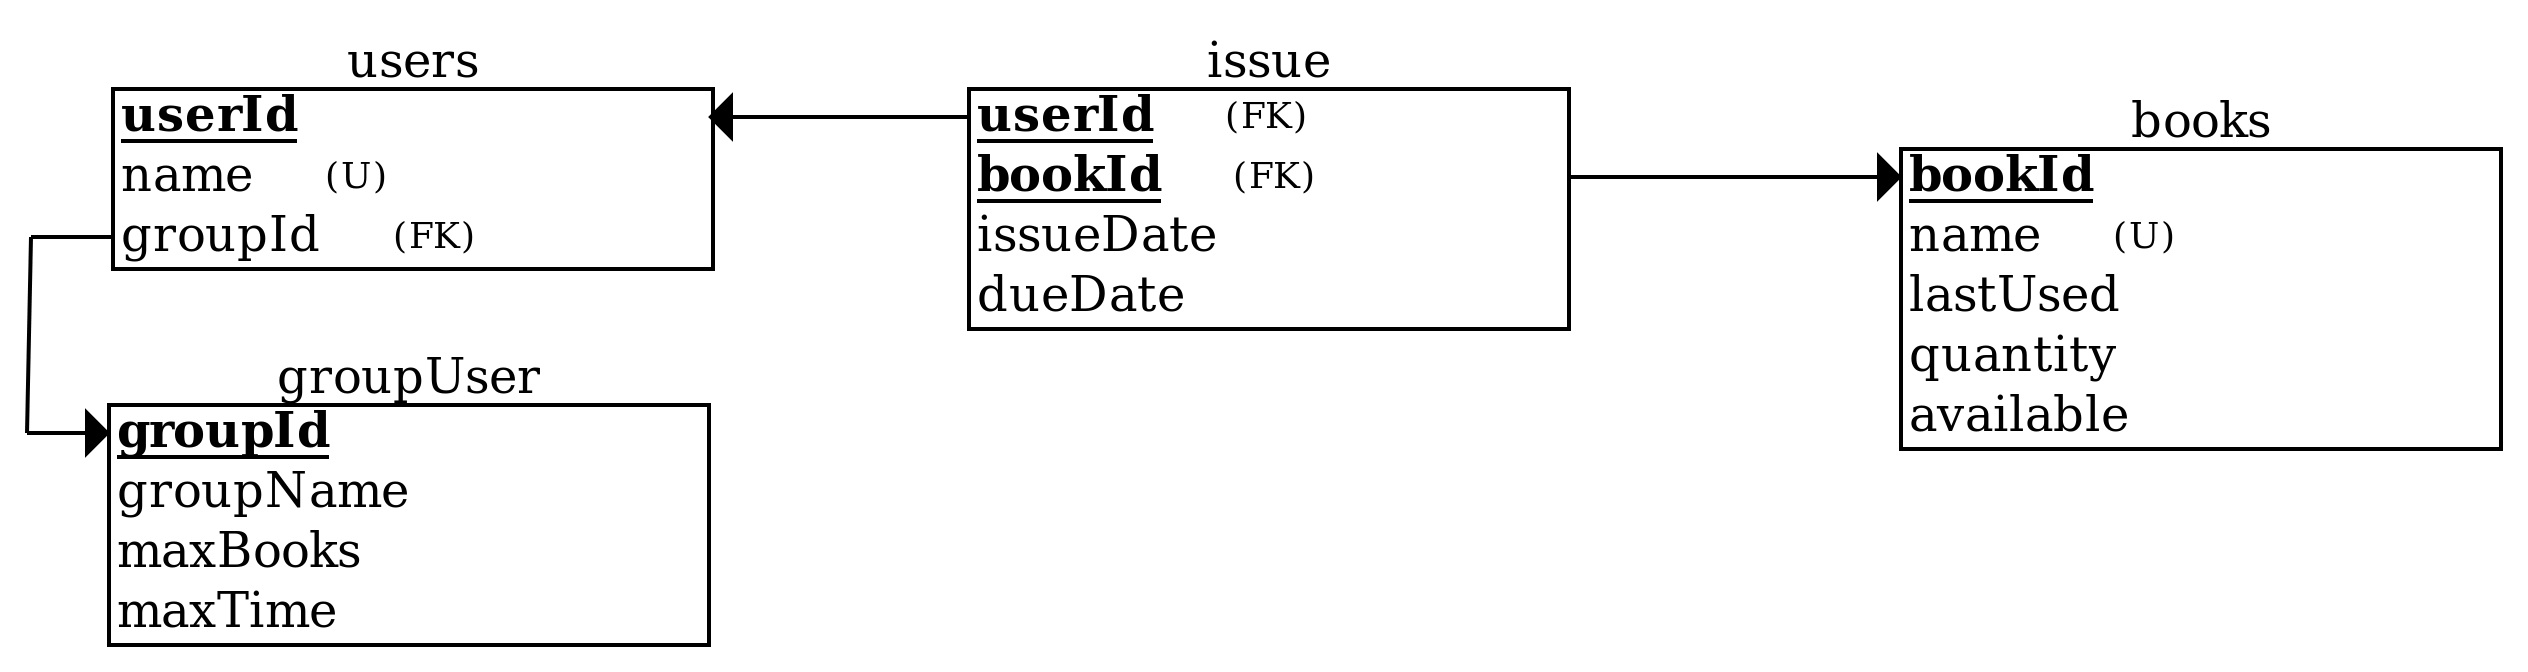 users
userId
name (U)
groupId (FK)
groupUser
groupId
groupName
maxBooks
maxTime
issue
userId (FK)
bookId (FK)
issueDate
dueDate
books
bookId
name (U)
lastUsed
quantity
available